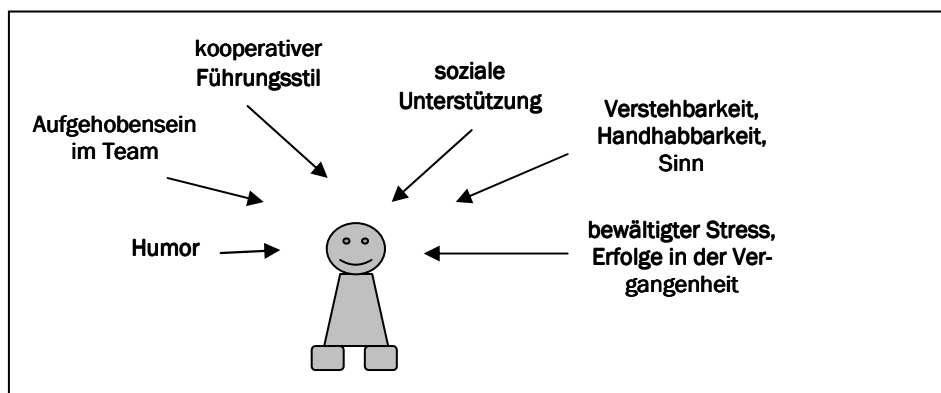 kooperativer
Führungsstil
soziale
Unterstützung
Verstehbarkeit,
Handhabbarkeit,
Sinn
Aufgehobensein
im Team
Humor
bewältigter Stress,
Erfolge in der Ver-
gangenheit